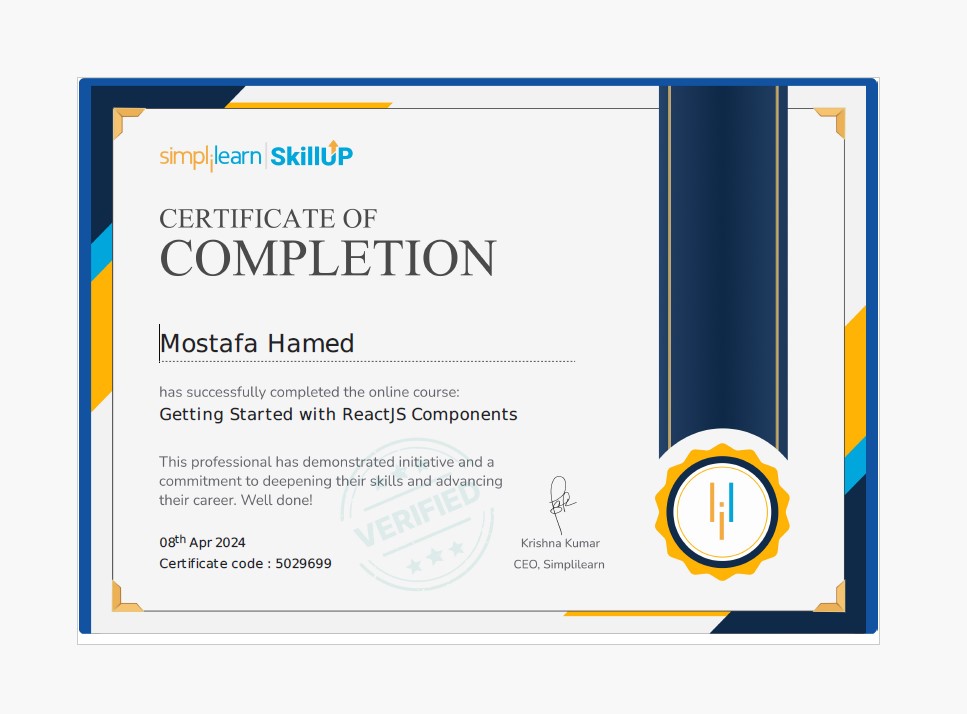 simplilearn | SkillUP
CERTIFICATE OF
COMPLETION
Mostafa Hamed
has successfully completed the online course:
Getting Started with ReactJS Components
This professional has demonstrated initiative and a
commitment to deepening their skills and advancing
their career. Well done!
VERIFIED
08th Apr 2024
Certificate code : 5029699
Krishna Kumar
CEO, Simplilearn